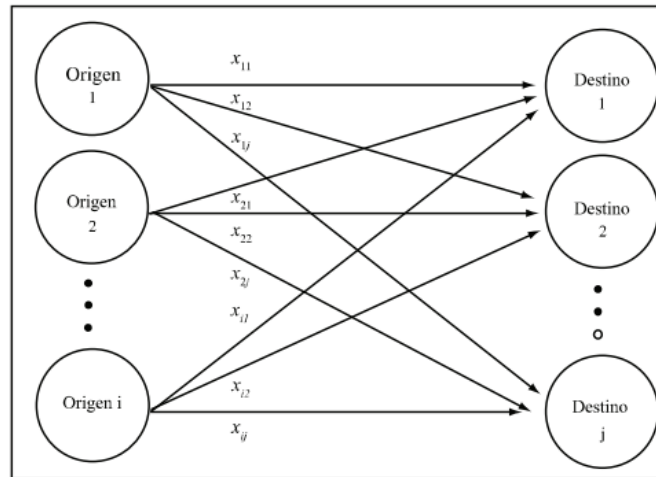 Origen
1
Origen
2
Origen i
x₁₁
x₁₂
x₁ⱼ
x₂₁
x₂₂
x₂ⱼ
xᵢ₁
xᵢ₂
xᵢⱼ
Destino
1
Destino
2
Destino
j